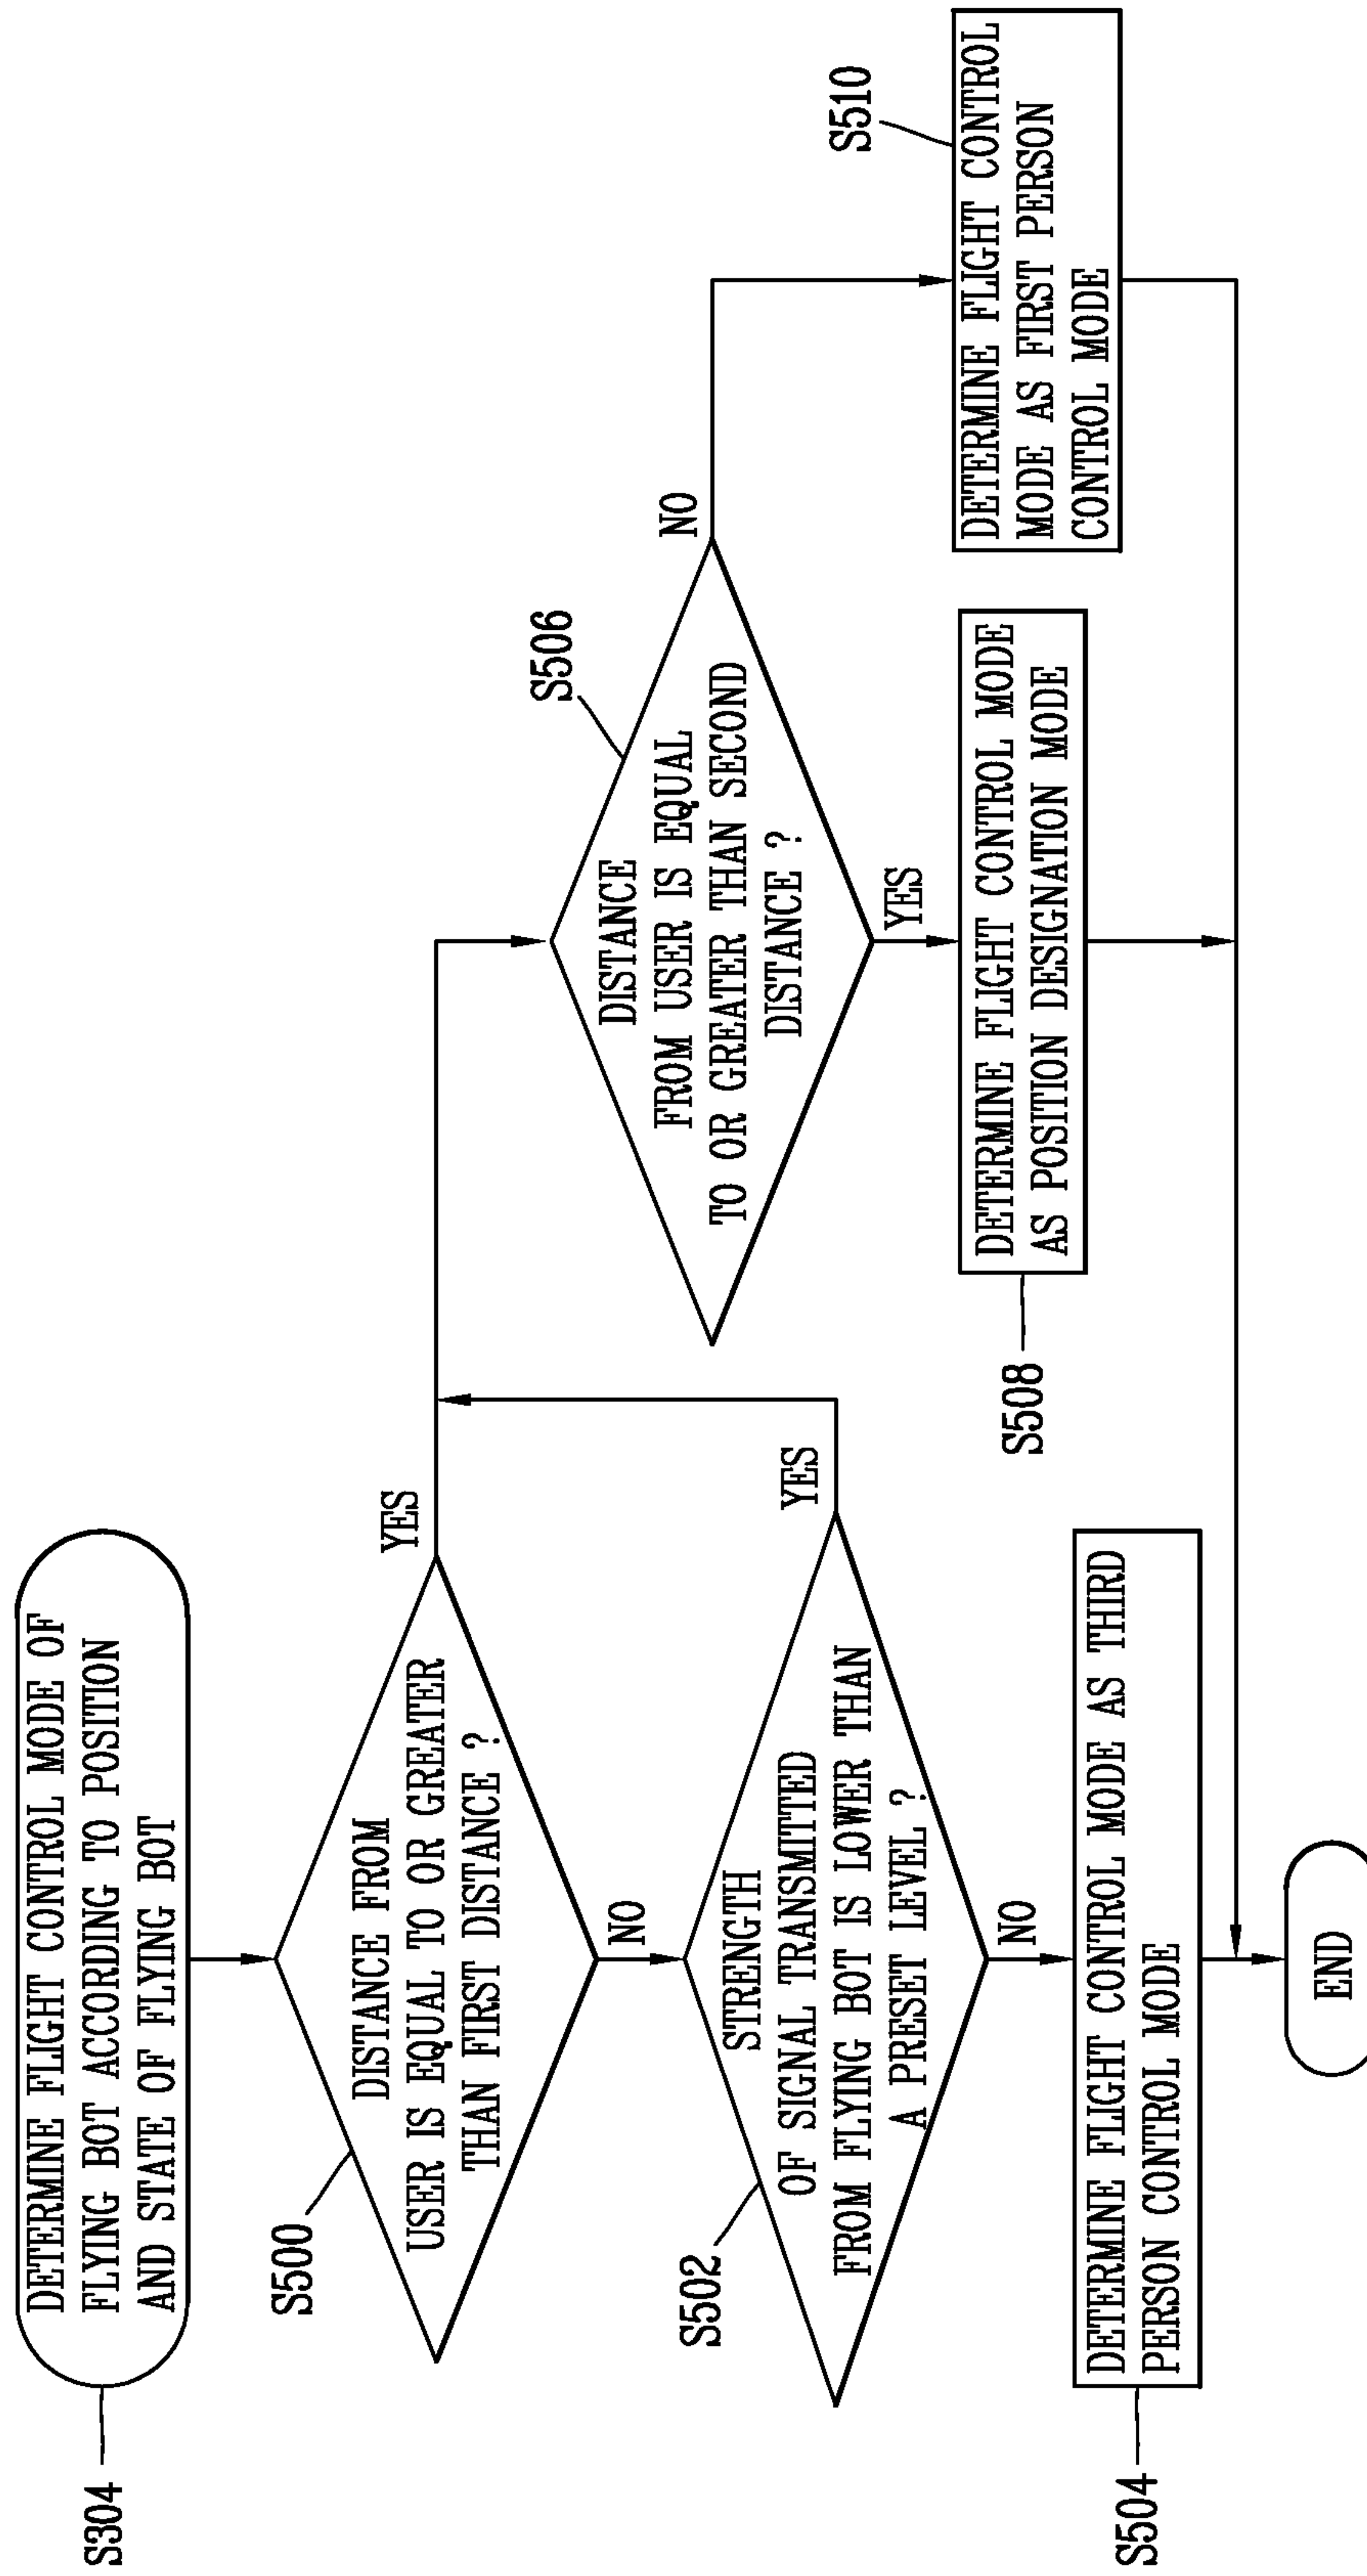 S304
DETERMINE FLIGHT CONTROL MODE OF
FLYING BOT ACCORDING TO POSITION
AND STATE OF FLYING BOT
S500
DISTANCE FROM
USER IS EQUAL TO OR GREATER
THAN FIRST DISTANCE ?
YES
NO
S502
STRENGTH
OF SIGNAL TRANSMITTED
FROM FLYING BOT IS LOWER THAN
A PRESET LEVEL ?
YES
NO
S504
DETERMINE FLIGHT CONTROL MODE AS THIRD
PERSON CONTROL MODE
S506
DISTANCE
FROM USER IS EQUAL
TO OR GREATER THAN SECOND
DISTANCE ?
NO
YES
S508
DETERMINE FLIGHT CONTROL MODE
AS POSITION DESIGNATION MODE
S510
DETERMINE FLIGHT CONTROL
MODE AS FIRST PERSON
CONTROL MODE
END